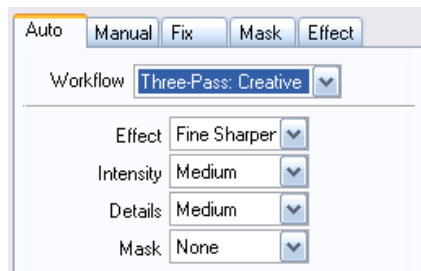 Auto Manual Fix Mask Effect
Workflow Three-Pass: Creative
Effect Fine Sharper
Intensity Medium
Details Medium
Mask None